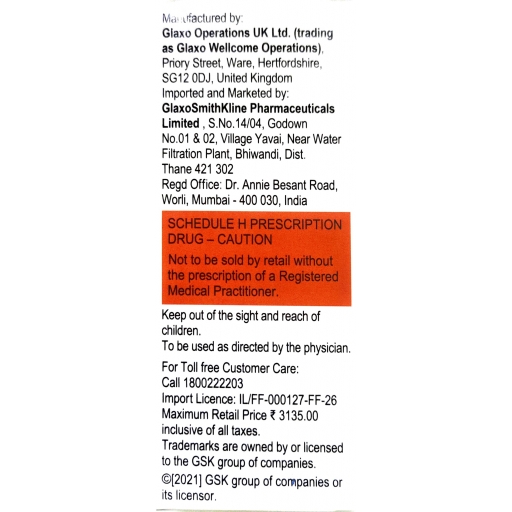 Manufactured by:
Glaxo Operations UK Ltd. (trading
as Glaxo Wellcome Operations),
Priory Street, Ware, Hertfordshire,
SG12 0DJ, United Kingdom
Imported and Marketed by:
GlaxoSmithKline Pharmaceuticals
Limited , S.No.14/04, Godown
No.01 & 02, Village Yavai, Near Water
Filtration Plant, Bhiwandi, Dist.
Thane 421 302
Regd Office: Dr. Annie Besant Road,
Worli, Mumbai - 400 030, India
SCHEDULE H PRESCRIPTION
DRUG – CAUTION
Not to be sold by retail without
the prescription of a Registered
Medical Practitioner.
Keep out of the sight and reach of
children.
To be used as directed by the physician.
For Toll free Customer Care:
Call 1800222203
Import Licence: IL/FF-000127-FF-26
Maximum Retail Price ₹ 3135.00
inclusive of all taxes.
Trademarks are owned by or licensed
to the GSK group of companies.
©[2021] GSK group of companies or
its licensor.